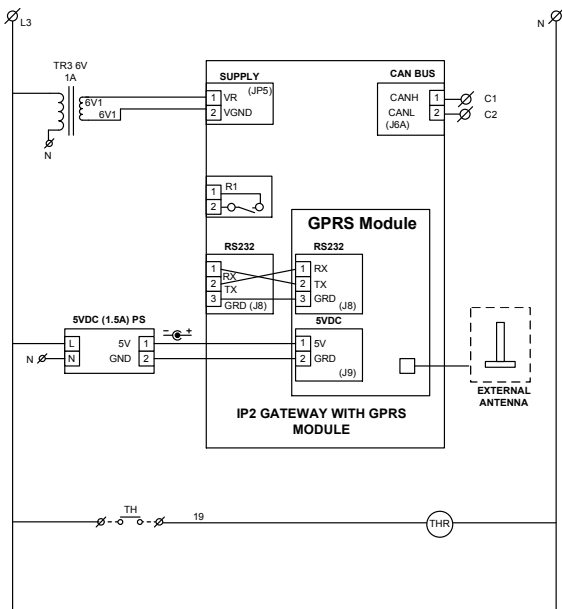 L3
N
TR3 6V
1A
6V1
6V1
N
SUPPLY
(JP5)
1 VR
2 VGND
CAN BUS
CANH 1
CANL 2
(J6A)
C1
C2
1 R1
2
GPRS Module
RS232
1
2 RX
TX
3
GRD (J8)
RS232
1 RX
2 TX
3 GRD
(J8)
5VDC (1.5A) PS
- +
L 5V 1
N N GND 2
5VDC
1 5V
2 GRD
(J9)
EXTERNAL
ANTENNA
IP2 GATEWAY WITH GPRS
MODULE
TH
19
THR